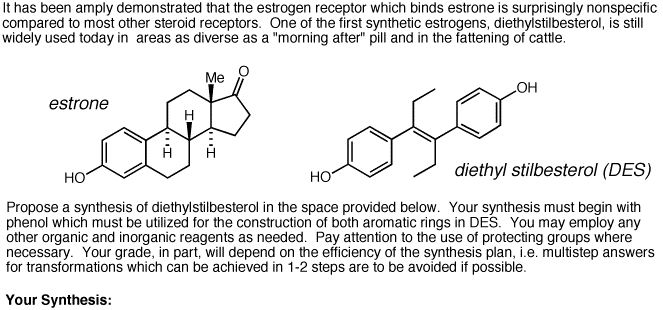 It has been amply demonstrated that the estrogen receptor which binds estrone is surprisingly nonspecific
compared to most other steroid receptors. One of the first synthetic estrogens, diethylstilbesterol, is still
widely used today in areas as diverse as a "morning after" pill and in the fattening of cattle.
Me
O
estrone
H
H
H
HO
OH
HO
diethyl stilbesterol (DES)
Propose a synthesis of diethylstilbesterol in the space provided below. Your synthesis must begin with
phenol which must be utilized for the construction of both aromatic rings in DES. You may employ any
other organic and inorganic reagents as needed. Pay attention to the use of protecting groups where
necessary. Your grade, in part, will depend on the efficiency of the synthesis plan, i.e. multistep answers
for transformations which can be achieved in 1-2 steps are to be avoided if possible.
Your Synthesis: